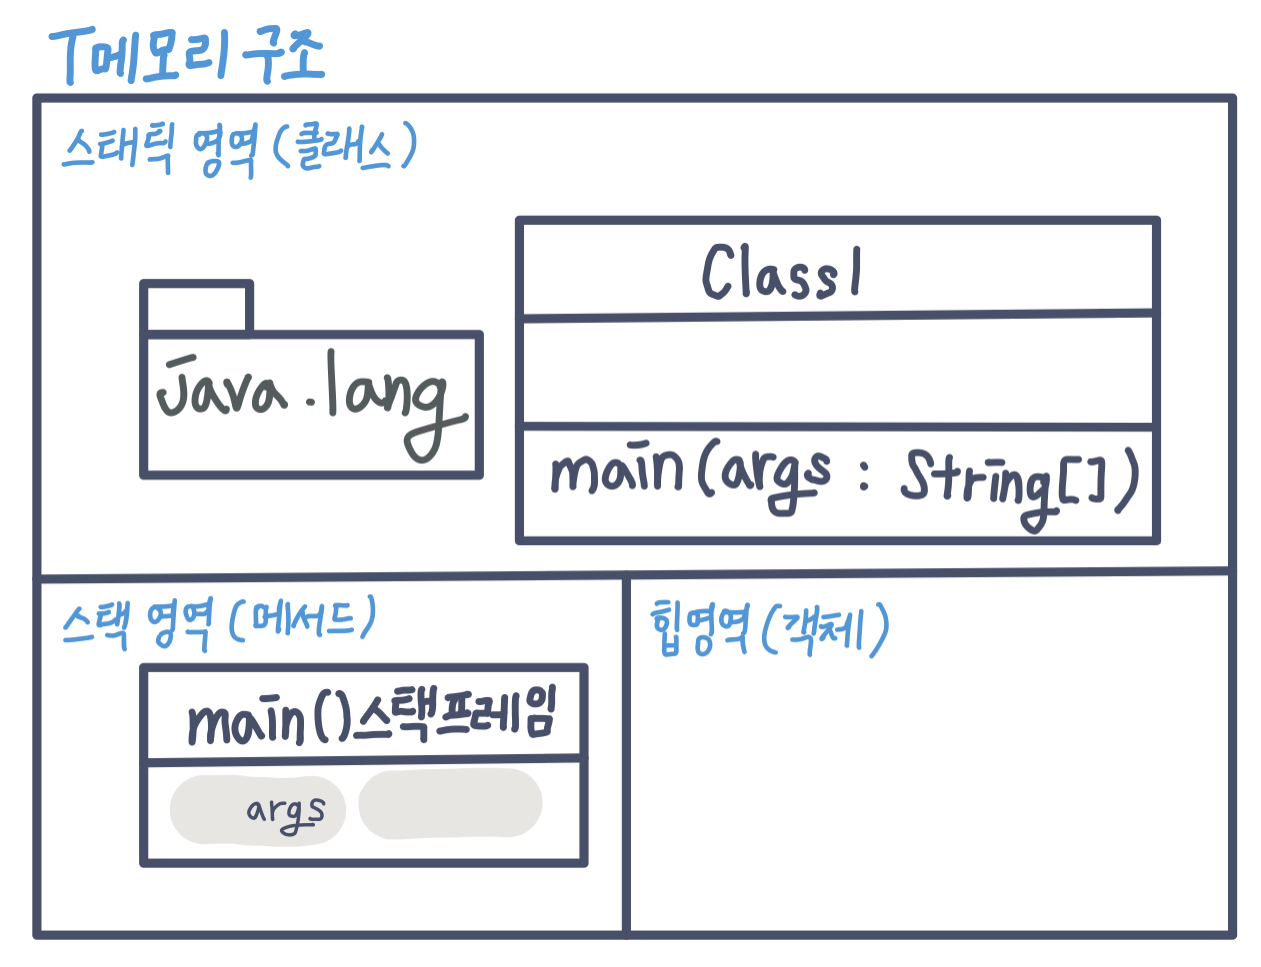 T메모리 구조
스태틱 영역 (클래스)
Class1
java.lang
main(args : String[])
스택 영역 (메서드)
힙영역 (객체)
main()스택프레임
args